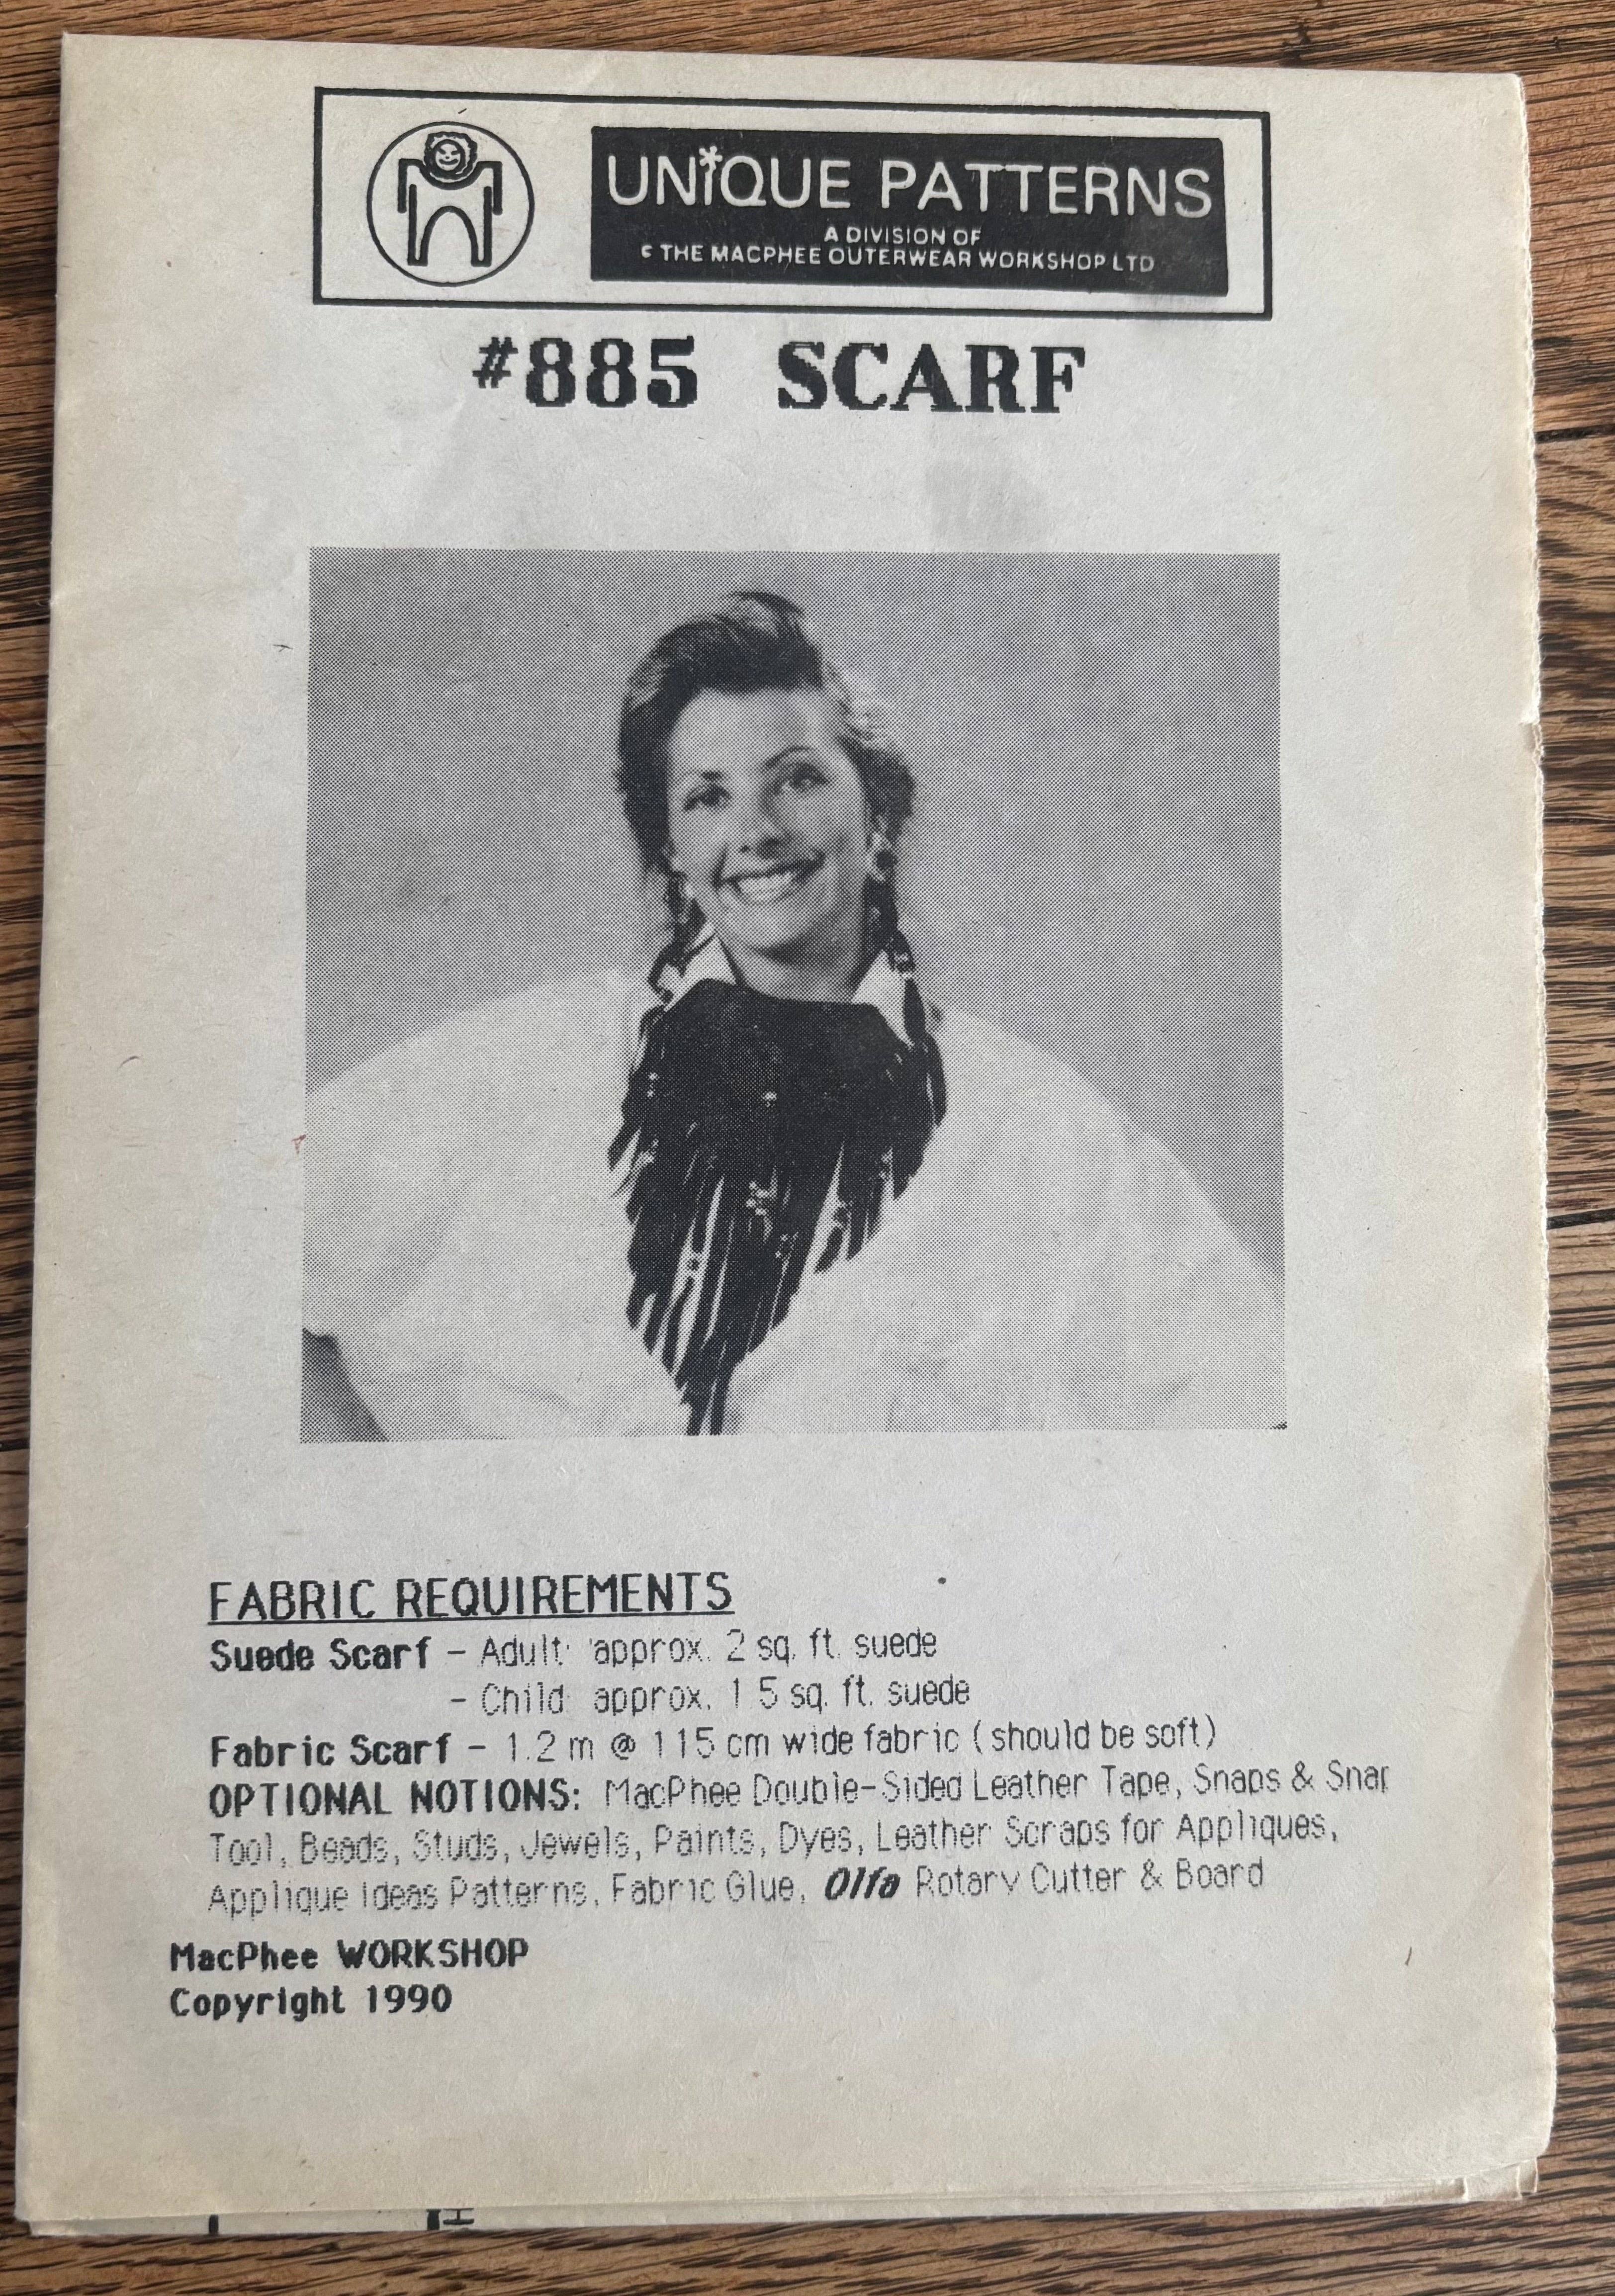 UNIQUE PATTERNS
A DIVISION OF
© THE MACPHEE OUTERWEAR WORKSHOP LTD
#885 SCARF
FABRIC REQUIREMENTS
Suede Scarf - Adult: approx. 2 sq. ft. suede
- Child: approx. 1.5 sq. ft. suede
Fabric Scarf - 1.2 m @ 115 cm wide fabric (should be soft)
OPTIONAL NOTIONS: MacPhee Double-Sided Leather Tape, Snaps & Snap
Tool, Beads, Studs, Jewels, Paints, Dyes, Leather Scraps for Appliques,
Applique Ideas Patterns, Fabric Glue, Olfa Rotary Cutter & Board
MacPhee WORKSHOP
Copyright 1990